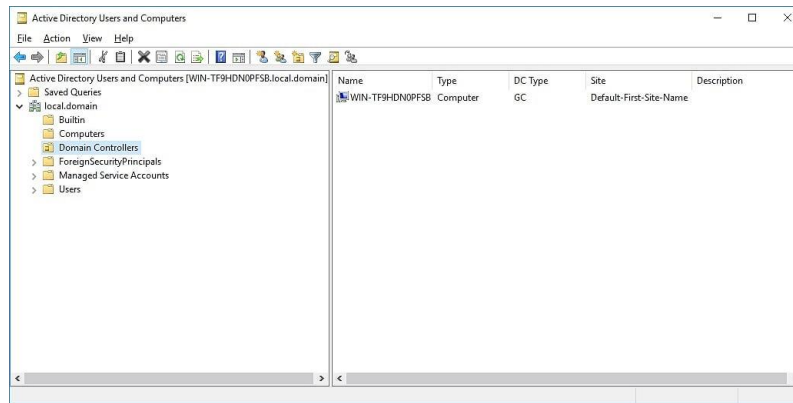 Active Directory Users and Computers
File Action View Help
Active Directory Users and Computers [WIN-TF9HDN0PFSB.local.domain]
Saved Queries
local.domain
Builtin
Computers
Domain Controllers
ForeignSecurityPrincipals
Managed Service Accounts
Users
Name Type DC Type Site Description
WIN-TF9HDN0PFSB Computer GC Default-First-Site-Name